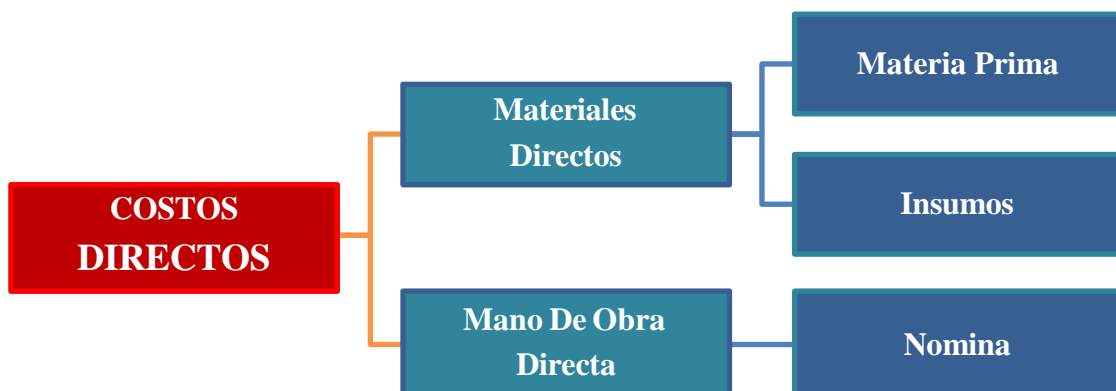 COSTOS
DIRECTOS
Materiales
Directos
Materia Prima
Insumos
Mano De Obra
Directa
Nomina